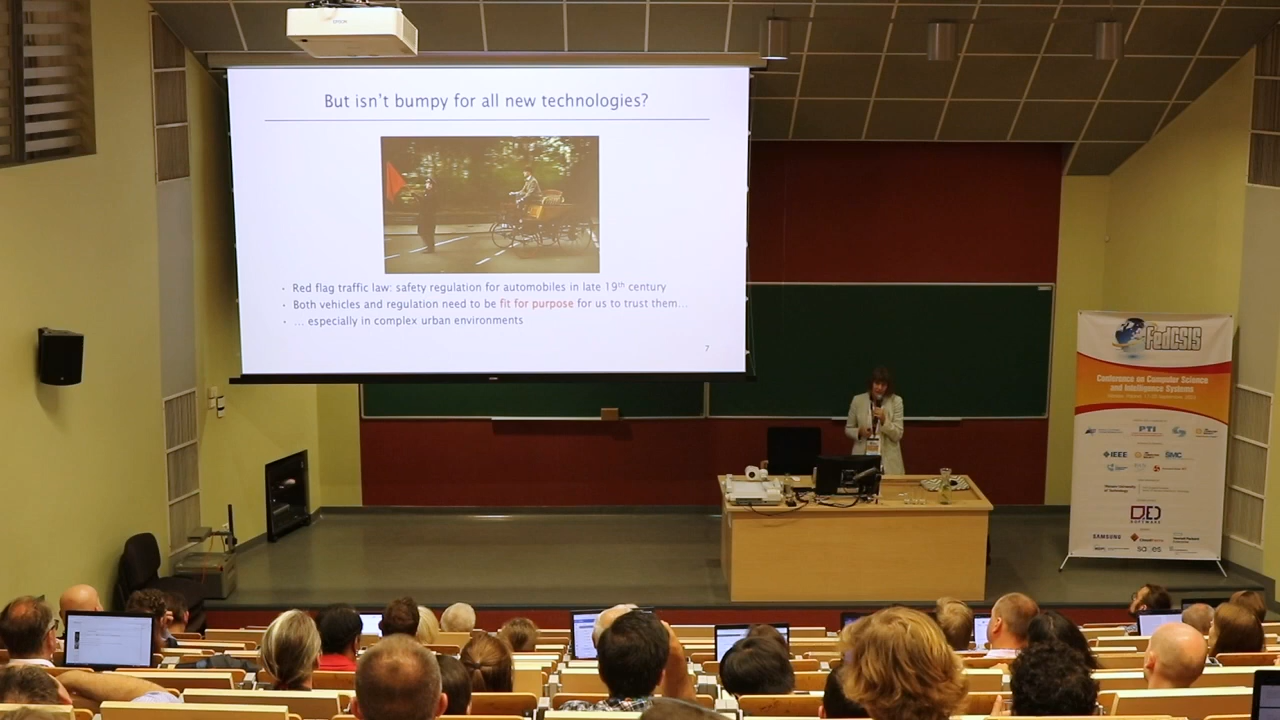 EPSON
But isn't bumpy for all new technologies?
· Red flag traffic law: safety regulation for automobiles in late 19th century
· Both vehicles and regulation need to be fit for purpose for us to trust them…
· … especially in complex urban environments
7
FedCSIS
Conference on Computer Science
and Intelligence Systems
PTI
IEEE
SMC
SOFTWARE
SAMSUNG